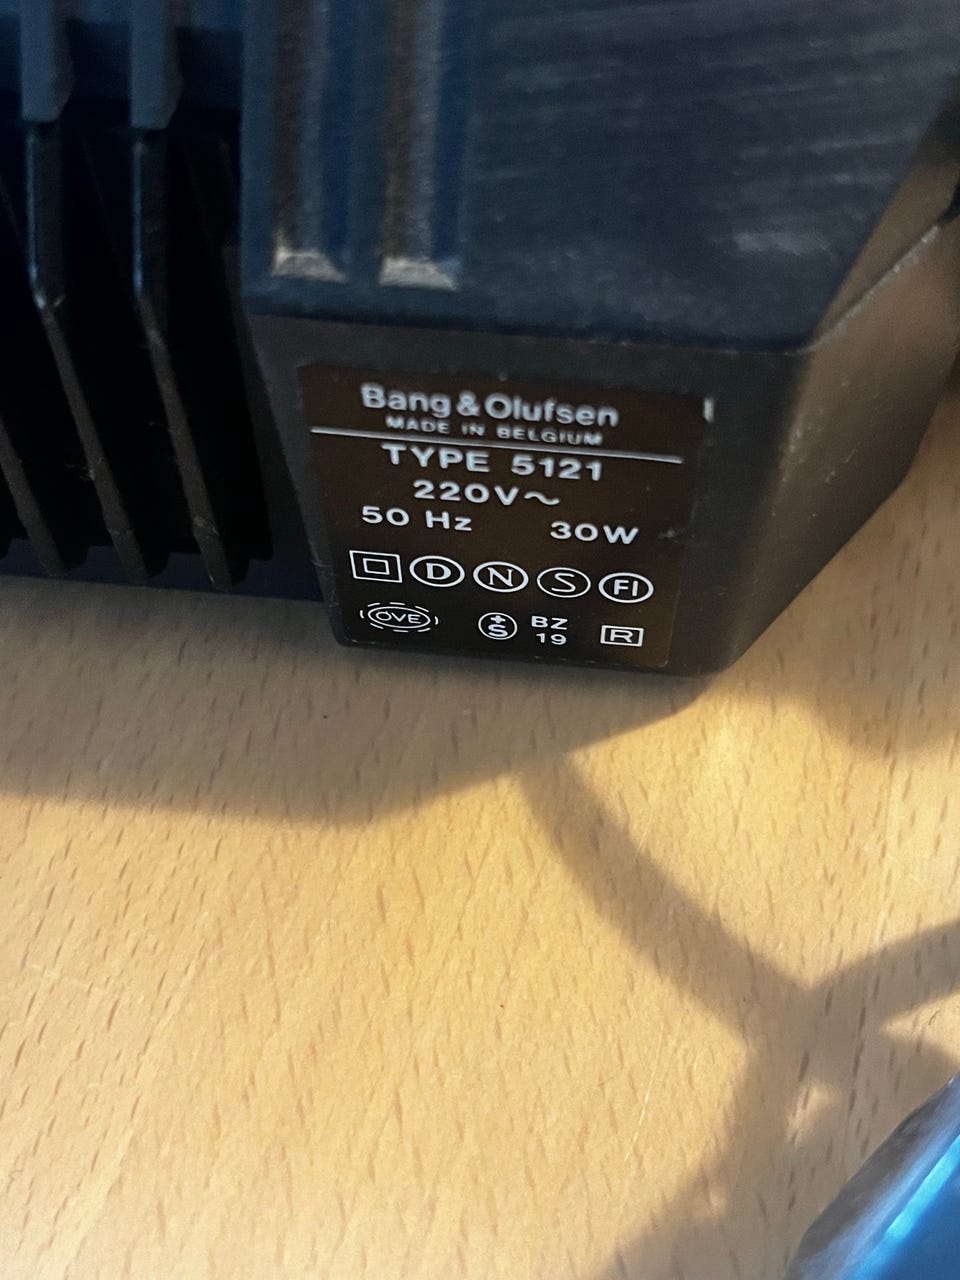 Bang & Olufsen
MADE IN BELGIUM
TYPE 5121
220V~
50 Hz 30W
D N S FI
ÖVE +S BZ 19 R